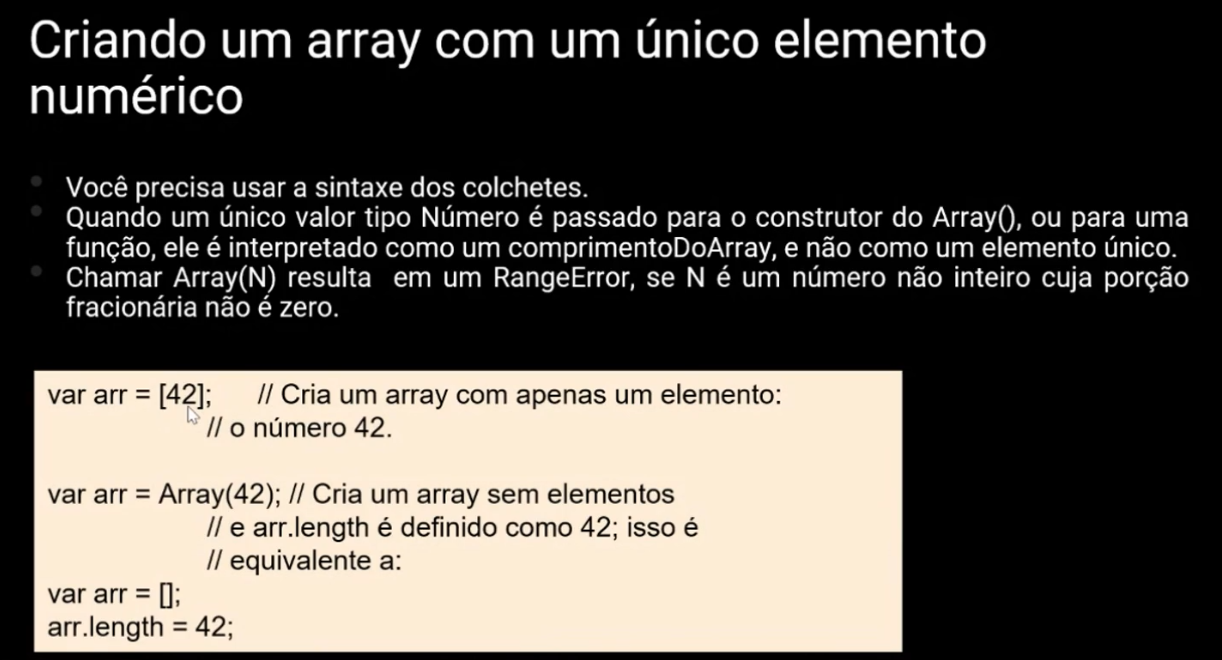 Criando um array com um único elemento
numérico
Você precisa usar a sintaxe dos colchetes.
Quando um único valor tipo Número é passado para o construtor do Array(), ou para uma
função, ele é interpretado como um comprimentoDoArray, e não como um elemento único.
Chamar Array(N) resulta em um RangeError, se N é um número não inteiro cuja porção
fracionária não é zero.
var arr = [42]; // Cria um array com apenas um elemento:
// o número 42.
var arr = Array(42); // Cria um array sem elementos
// e arr.length é definido como 42; isso é
// equivalente a:
var arr = [];
arr.length = 42;